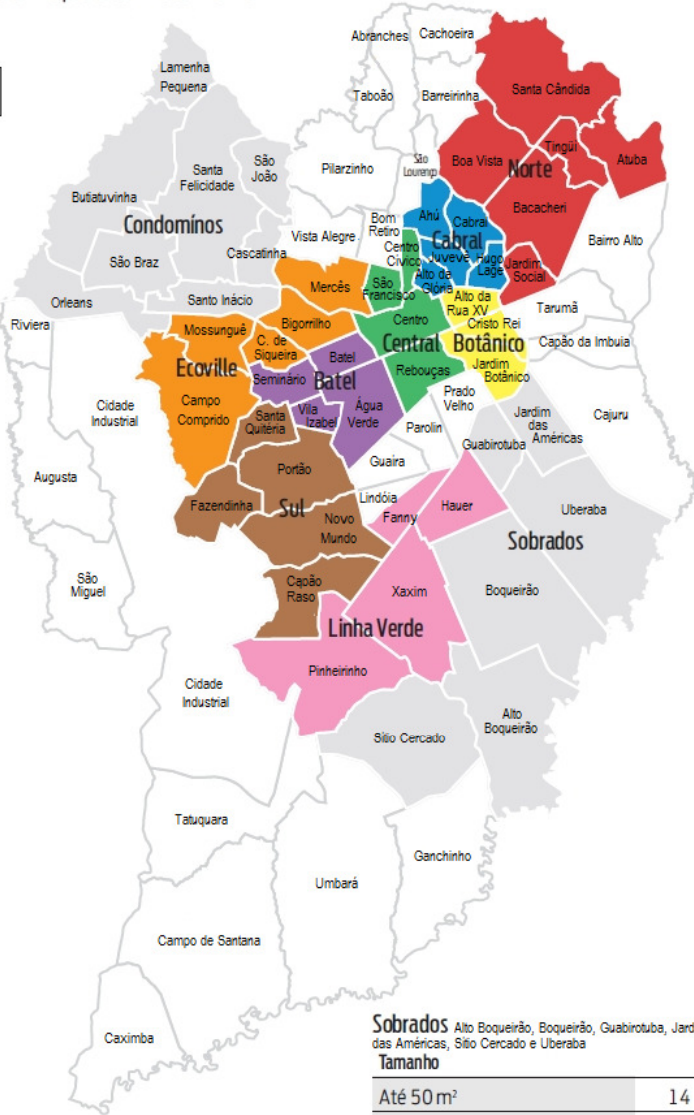 Abranches
Cachoeira
Lamenha
Pequena
Taboão
Barreirinha
Santa Cândida
Santa
Felicidade
São
João
Pilarzinho
São
Lourenço
Boa Vista
Tingüi
Atuba
Norte
Butiatuvinha
Condomínos
Bacacheri
Ahú
Cabral
Cabral
Bom
Retiro
Vista Alegre
Centro
Cívico
Juvevê
Hugo
Lage
Bairro Alto
Cascatinha
São Braz
Jardim
Social
Alto da
Glória
Mercês
São
Francisco
Orleans
Santo Inácio
Alto da
Rua XV
Tarumã
Riviera
Mossunguê
Bigorrilho
Centro
Cristo Rei
C. de
Siqueira
Central
Botânico
Capão da Imbuia
Ecoville
Batel
Seminário
Batel
Rebouças
Jardim
Botânico
Cidade
Industrial
Campo
Comprido
Santa
Quitéria
Vila
Izabel
Água
Verde
Prado
Velho
Parolin
Jardim
das
Américas
Cajuru
Guabirotuba
Augusta
Portão
Guaíra
Fazendinha
Sul
Lindóia
Fanny
Hauer
Uberaba
Novo
Mundo
Sobrados
São
Miguel
Capão
Raso
Xaxim
Boqueirão
Linha Verde
Pinheirinho
Cidade
Industrial
Sítio Cercado
Alto
Boqueirão
Tatuquara
Ganchinho
Umbará
Campo de Santana
Caximba
Sobrados Alto Boqueirão, Boqueirão, Guabirotuba, Jard
das Américas, Sítio Cercado e Uberaba
Tamanho
Até 50 m² 14